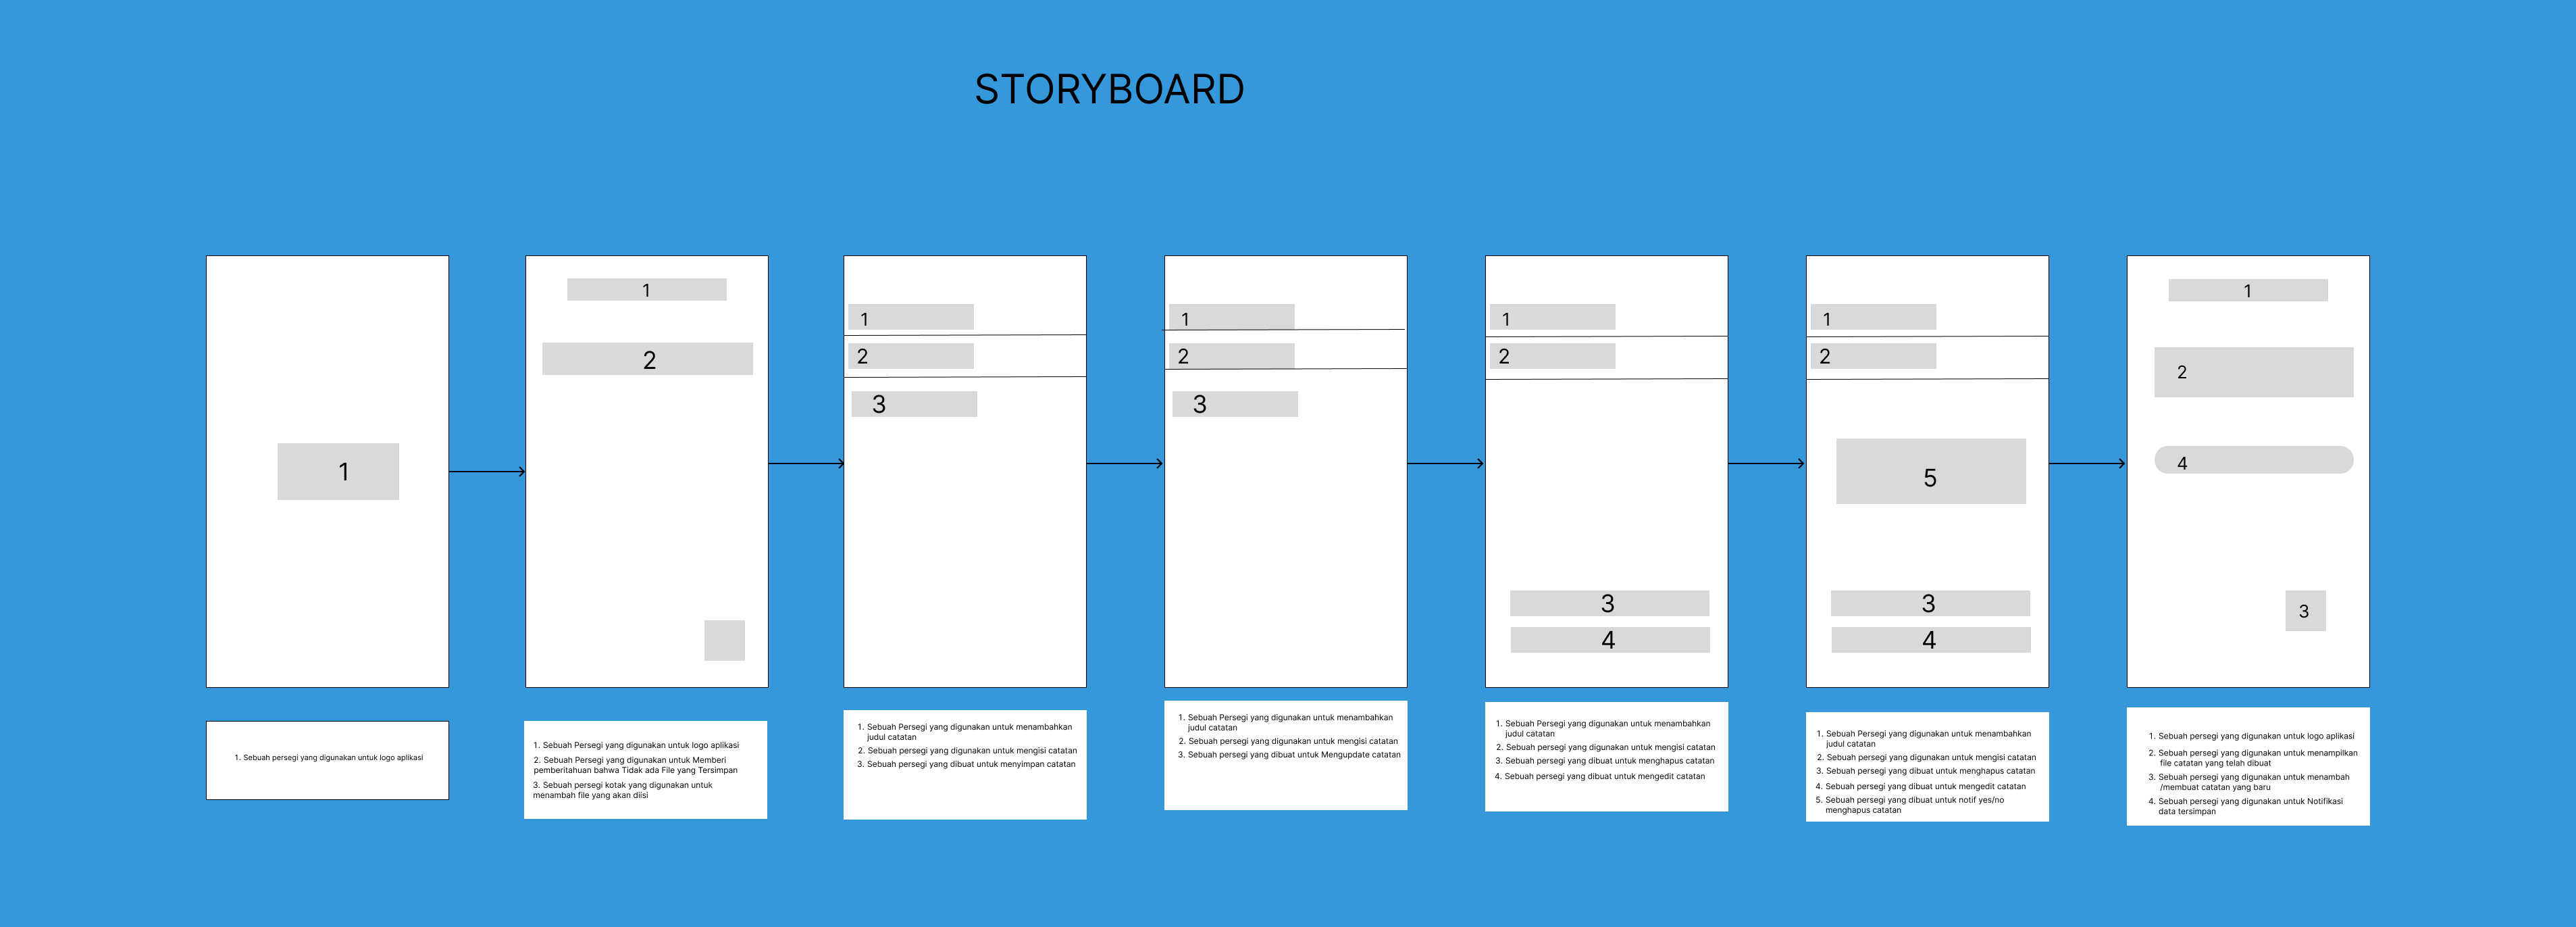 STORYBOARD
1
1
2
1
2
3
1
2
3
1
2
3
4
1
2
5
3
4
1
2
4
3
1. Sebuah persegi yang digunakan untuk logo aplikasi
1. Sebuah Persegi yang digunakan untuk logo aplikasi
2. Sebuah Persegi yang digunakan untuk Memberi
pemberitahuan bahwa Tidak ada File yang Tersimpan
3. Sebuah persegi kotak yang digunakan untuk
menambah file yang akan diisi
1. Sebuah Persegi yang digunakan untuk menambahkan
judul catatan
2. Sebuah persegi yang digunakan untuk mengisi catatan
3. Sebuah persegi yang dibuat untuk menyimpan catatan
1. Sebuah Persegi yang digunakan untuk menambahkan
judul catatan
2. Sebuah persegi yang digunakan untuk mengisi catatan
3. Sebuah persegi yang dibuat untuk Mengupdate catatan
1. Sebuah Persegi yang digunakan untuk menambahkan
judul catatan
2. Sebuah persegi yang digunakan untuk mengisi catatan
3. Sebuah persegi yang dibuat untuk menghapus catatan
4. Sebuah persegi yang dibuat untuk mengedit catatan
1. Sebuah Persegi yang digunakan untuk menambahkan
judul catatan
2. Sebuah persegi yang digunakan untuk mengisi catatan
3. Sebuah persegi yang dibuat untuk menghapus catatan
4. Sebuah persegi yang dibuat untuk mengedit catatan
5. Sebuah persegi yang dibuat untuk notif yes/no
menghapus catatan
1. Sebuah persegi yang digunakan untuk logo aplikasi
2. Sebuah persegi yang digunakan untuk menampilkan
file catatan yang telah dibuat
3. Sebuah persegi yang digunakan untuk menambah
/membuat catatan yang baru
4. Sebuah persegi yang digunakan untuk Notifikasi
data tersimpan